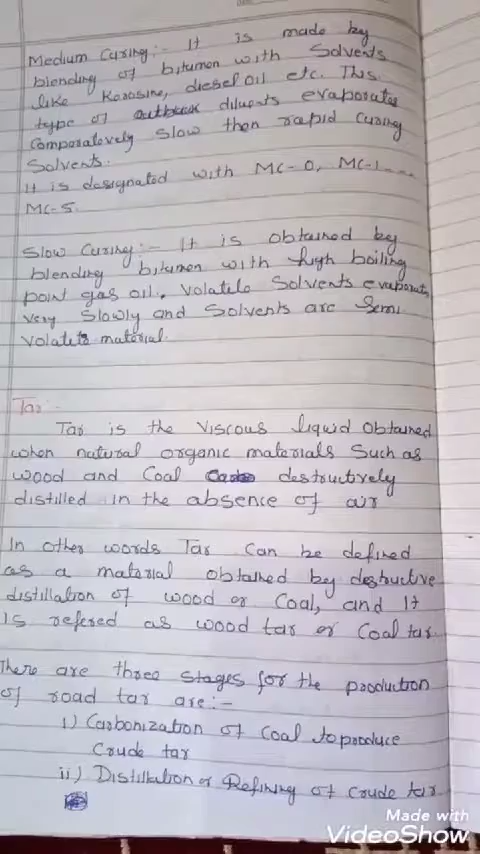 Medium Curing:- It is made by
blending of bitumen with Solvents
like Kerosine, diesel oil etc. This
type of cutback diluents evaporates
Comparatevely slow then rapid curing
Solvents.
It is designated with MC-0, MC-1----
MC-5.
Slow Curing:- It is obtained by
blending bitumen with high boiling
point gas oil, Volatile Solvents evaporates
very Slowly and Solvents are Semi
Volatile material.
Tar:-
Tar is the viscous liquid obtained
when natural organic materials Such as
wood and Coal destructively
distilled in the absence of air
In other words Tar Can be defined
as a material obtained by destructive
distillation of wood or Coal, and It
is refered as wood tar or Coal tar.
There are three stages for the production
of road tar are:-
i) Carbonization of Coal to produce
Crude tar
ii) Distillation or Refining of Crude tar
Made with
VideoShow